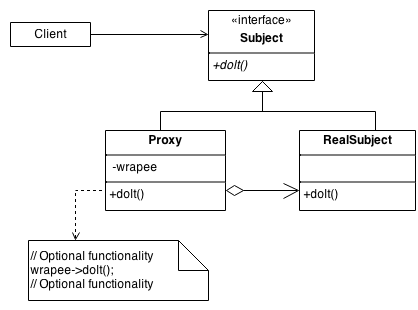 Client
«interface»
Subject
+doIt()
Proxy
-wrapee
+doIt()
RealSubject
+doIt()
// Optional functionality
wrapee->doIt();
// Optional functionality